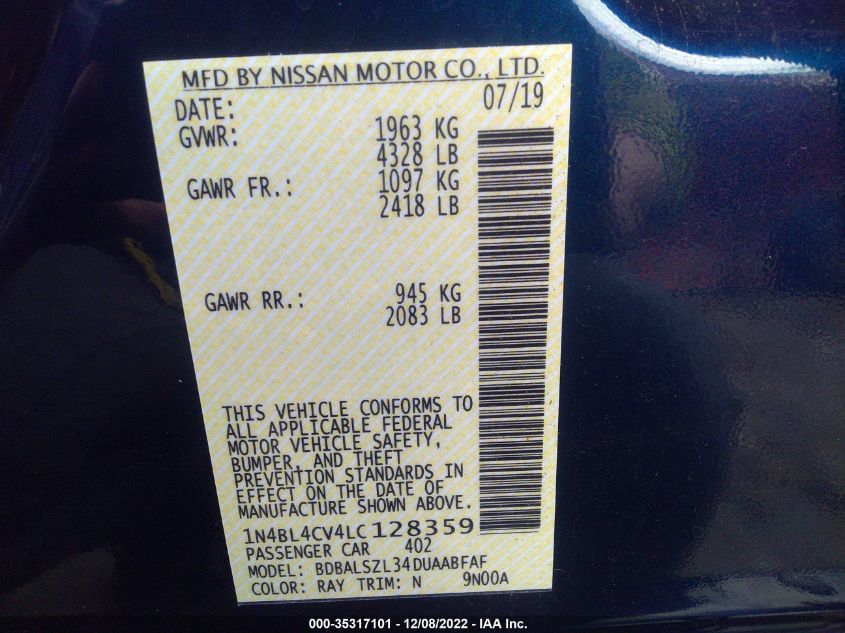 MFD BY NISSAN MOTOR CO., LTD.
DATE: 07/19
GVWR: 1963 KG
4328 LB
GAWR FR.: 1097 KG
2418 LB
GAWR RR.: 945 KG
2083 LB
THIS VEHICLE CONFORMS TO
ALL APPLICABLE FEDERAL
MOTOR VEHICLE SAFETY,
BUMPER, AND THEFT
PREVENTION STANDARDS IN
EFFECT ON THE DATE OF
MANUFACTURE SHOWN ABOVE.
1N4BL4CV4LC128359
PASSENGER CAR 402
MODEL: BDBALSZL34DUAABFAF
COLOR: RAY TRIM: N 9N00A
000-35317101 - 12/08/2022 - IAA Inc.